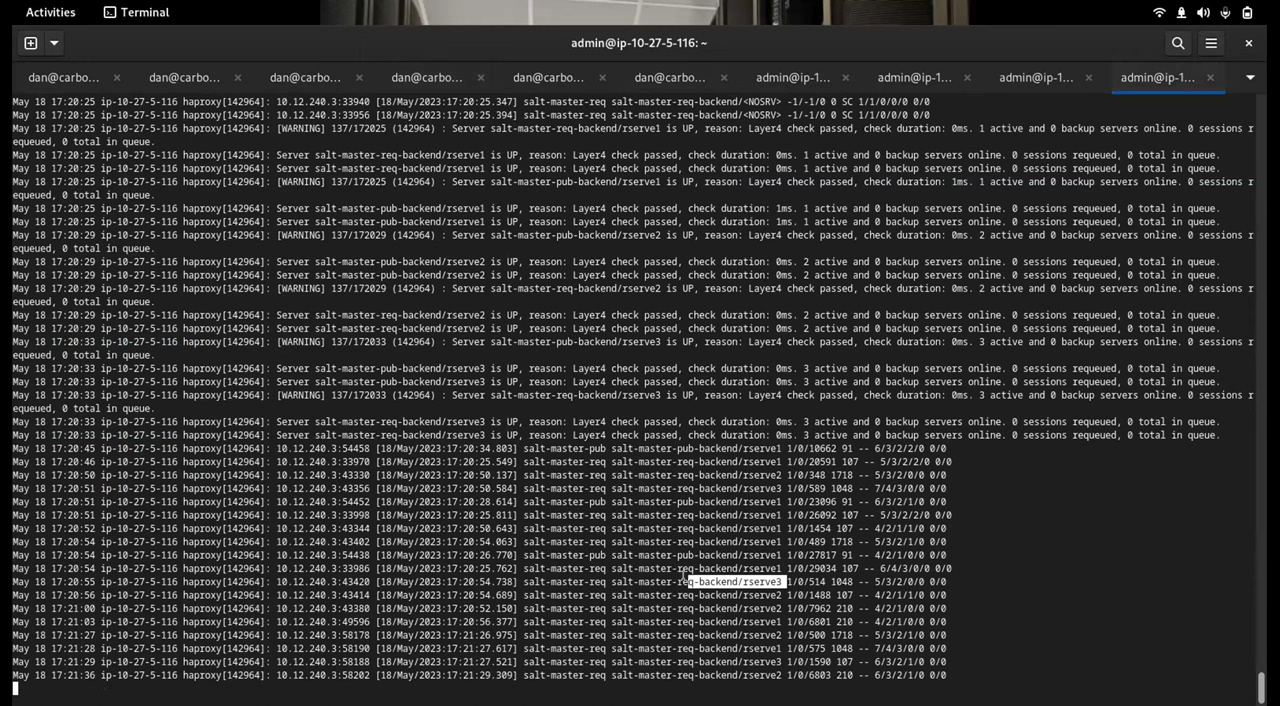 Activities Terminal
admin@ip-10-27-5-116: ~
dan@carbo... dan@carbo... dan@carbo... dan@carbo... dan@carbo... dan@carbo... admin@ip-1... admin@ip-1... admin@ip-1... admin@ip-1...
May 18 17:20:25 ip-10-27-5-116 haproxy[142964]: 10.12.240.3:33940 [18/May/2023:17:20:25.347] salt-master-req salt-master-req-backend/<NOSRV> -1/-1/0 0 SC 1/1/0/0/0 0/0
May 18 17:20:25 ip-10-27-5-116 haproxy[142964]: 10.12.240.3:33956 [18/May/2023:17:20:25.394] salt-master-req salt-master-req-backend/<NOSRV> -1/-1/0 0 SC 1/1/0/0/0 0/0
May 18 17:20:25 ip-10-27-5-116 haproxy[142964]: [WARNING] 137/172025 (142964) : Server salt-master-req-backend/rserve1 is UP, reason: Layer4 check passed, check duration: 0ms. 1 active and 0 backup servers online. 0 sessions r
equeued, 0 total in queue.
May 18 17:20:25 ip-10-27-5-116 haproxy[142964]: Server salt-master-req-backend/rserve1 is UP, reason: Layer4 check passed, check duration: 0ms. 1 active and 0 backup servers online. 0 sessions requeued, 0 total in queue.
May 18 17:20:25 ip-10-27-5-116 haproxy[142964]: Server salt-master-req-backend/rserve1 is UP, reason: Layer4 check passed, check duration: 0ms. 1 active and 0 backup servers online. 0 sessions requeued, 0 total in queue.
May 18 17:20:25 ip-10-27-5-116 haproxy[142964]: [WARNING] 137/172025 (142964) : Server salt-master-pub-backend/rserve1 is UP, reason: Layer4 check passed, check duration: 1ms. 1 active and 0 backup servers online. 0 sessions r
equeued, 0 total in queue.
May 18 17:20:25 ip-10-27-5-116 haproxy[142964]: Server salt-master-pub-backend/rserve1 is UP, reason: Layer4 check passed, check duration: 1ms. 1 active and 0 backup servers online. 0 sessions requeued, 0 total in queue.
May 18 17:20:25 ip-10-27-5-116 haproxy[142964]: Server salt-master-pub-backend/rserve1 is UP, reason: Layer4 check passed, check duration: 1ms. 1 active and 0 backup servers online. 0 sessions requeued, 0 total in queue.
May 18 17:20:29 ip-10-27-5-116 haproxy[142964]: [WARNING] 137/172029 (142964) : Server salt-master-pub-backend/rserve2 is UP, reason: Layer4 check passed, check duration: 0ms. 2 active and 0 backup servers online. 0 sessions r
equeued, 0 total in queue.
May 18 17:20:29 ip-10-27-5-116 haproxy[142964]: Server salt-master-pub-backend/rserve2 is UP, reason: Layer4 check passed, check duration: 0ms. 2 active and 0 backup servers online. 0 sessions requeued, 0 total in queue.
May 18 17:20:29 ip-10-27-5-116 haproxy[142964]: Server salt-master-pub-backend/rserve2 is UP, reason: Layer4 check passed, check duration: 0ms. 2 active and 0 backup servers online. 0 sessions requeued, 0 total in queue.
May 18 17:20:29 ip-10-27-5-116 haproxy[142964]: [WARNING] 137/172029 (142964) : Server salt-master-req-backend/rserve2 is UP, reason: Layer4 check passed, check duration: 0ms. 2 active and 0 backup servers online. 0 sessions r
equeued, 0 total in queue.
May 18 17:20:29 ip-10-27-5-116 haproxy[142964]: Server salt-master-req-backend/rserve2 is UP, reason: Layer4 check passed, check duration: 0ms. 2 active and 0 backup servers online. 0 sessions requeued, 0 total in queue.
May 18 17:20:29 ip-10-27-5-116 haproxy[142964]: Server salt-master-req-backend/rserve2 is UP, reason: Layer4 check passed, check duration: 0ms. 2 active and 0 backup servers online. 0 sessions requeued, 0 total in queue.
May 18 17:20:33 ip-10-27-5-116 haproxy[142964]: [WARNING] 137/172033 (142964) : Server salt-master-pub-backend/rserve3 is UP, reason: Layer4 check passed, check duration: 0ms. 3 active and 0 backup servers online. 0 sessions r
equeued, 0 total in queue.
May 18 17:20:33 ip-10-27-5-116 haproxy[142964]: Server salt-master-pub-backend/rserve3 is UP, reason: Layer4 check passed, check duration: 0ms. 3 active and 0 backup servers online. 0 sessions requeued, 0 total in queue.
May 18 17:20:33 ip-10-27-5-116 haproxy[142964]: Server salt-master-pub-backend/rserve3 is UP, reason: Layer4 check passed, check duration: 0ms. 3 active and 0 backup servers online. 0 sessions requeued, 0 total in queue.
May 18 17:20:33 ip-10-27-5-116 haproxy[142964]: [WARNING] 137/172033 (142964) : Server salt-master-req-backend/rserve3 is UP, reason: Layer4 check passed, check duration: 0ms. 3 active and 0 backup servers online. 0 sessions r
equeued, 0 total in queue.
May 18 17:20:33 ip-10-27-5-116 haproxy[142964]: Server salt-master-req-backend/rserve3 is UP, reason: Layer4 check passed, check duration: 0ms. 3 active and 0 backup servers online. 0 sessions requeued, 0 total in queue.
May 18 17:20:33 ip-10-27-5-116 haproxy[142964]: Server salt-master-req-backend/rserve3 is UP, reason: Layer4 check passed, check duration: 0ms. 3 active and 0 backup servers online. 0 sessions requeued, 0 total in queue.
May 18 17:20:45 ip-10-27-5-116 haproxy[142964]: 10.12.240.3:54458 [18/May/2023:17:20:34.803] salt-master-pub salt-master-pub-backend/rserve1 1/0/10662 91 -- 6/3/2/2/0 0/0
May 18 17:20:46 ip-10-27-5-116 haproxy[142964]: 10.12.240.3:33970 [18/May/2023:17:20:25.549] salt-master-req salt-master-req-backend/rserve1 1/0/20591 107 -- 5/3/2/2/0 0/0
May 18 17:20:50 ip-10-27-5-116 haproxy[142964]: 10.12.240.3:43330 [18/May/2023:17:20:50.137] salt-master-req salt-master-req-backend/rserve2 1/0/348 1718 -- 5/3/2/0/0 0/0
May 18 17:20:51 ip-10-27-5-116 haproxy[142964]: 10.12.240.3:43356 [18/May/2023:17:20:50.584] salt-master-req salt-master-req-backend/rserve3 1/0/589 1048 -- 7/4/3/0/0 0/0
May 18 17:20:51 ip-10-27-5-116 haproxy[142964]: 10.12.240.3:54452 [18/May/2023:17:20:28.614] salt-master-pub salt-master-pub-backend/rserve1 1/0/23096 91 -- 6/3/2/1/0 0/0
May 18 17:20:51 ip-10-27-5-116 haproxy[142964]: 10.12.240.3:33998 [18/May/2023:17:20:25.811] salt-master-req salt-master-req-backend/rserve1 1/0/26092 107 -- 5/3/2/2/0 0/0
May 18 17:20:52 ip-10-27-5-116 haproxy[142964]: 10.12.240.3:43344 [18/May/2023:17:20:50.643] salt-master-req salt-master-req-backend/rserve1 1/0/1454 107 -- 4/2/1/1/0 0/0
May 18 17:20:54 ip-10-27-5-116 haproxy[142964]: 10.12.240.3:43402 [18/May/2023:17:20:54.063] salt-master-req salt-master-req-backend/rserve1 1/0/489 1718 -- 5/3/2/1/0 0/0
May 18 17:20:54 ip-10-27-5-116 haproxy[142964]: 10.12.240.3:54438 [18/May/2023:17:20:26.770] salt-master-pub salt-master-pub-backend/rserve1 1/0/27817 91 -- 4/2/1/0/0 0/0
May 18 17:20:54 ip-10-27-5-116 haproxy[142964]: 10.12.240.3:33986 [18/May/2023:17:20:25.762] salt-master-req salt-master-req-backend/rserve1 1/0/29034 107 -- 6/4/3/0/0 0/0
May 18 17:20:55 ip-10-27-5-116 haproxy[142964]: 10.12.240.3:43420 [18/May/2023:17:20:54.738] salt-master-req salt-master-req-backend/rserve3 1/0/514 1048 -- 5/3/2/0/0 0/0
May 18 17:20:56 ip-10-27-5-116 haproxy[142964]: 10.12.240.3:43414 [18/May/2023:17:20:54.689] salt-master-req salt-master-req-backend/rserve2 1/0/1488 107 -- 4/2/1/0/0 0/0
May 18 17:21:00 ip-10-27-5-116 haproxy[142964]: 10.12.240.3:43380 [18/May/2023:17:20:52.150] salt-master-req salt-master-req-backend/rserve2 1/0/7962 210 -- 4/2/1/0/0 0/0
May 18 17:21:03 ip-10-27-5-116 haproxy[142964]: 10.12.240.3:49596 [18/May/2023:17:20:56.377] salt-master-req salt-master-req-backend/rserve1 1/0/6801 210 -- 4/2/1/0/0 0/0
May 18 17:21:27 ip-10-27-5-116 haproxy[142964]: 10.12.240.3:58178 [18/May/2023:17:21:26.975] salt-master-req salt-master-req-backend/rserve2 1/0/500 1718 -- 5/3/2/0/0 0/0
May 18 17:21:28 ip-10-27-5-116 haproxy[142964]: 10.12.240.3:58190 [18/May/2023:17:21:27.617] salt-master-req salt-master-req-backend/rserve1 1/0/575 1048 -- 7/4/3/0/0 0/0
May 18 17:21:29 ip-10-27-5-116 haproxy[142964]: 10.12.240.3:58188 [18/May/2023:17:21:27.521] salt-master-req salt-master-req-backend/rserve3 1/0/1590 107 -- 6/3/2/1/0 0/0
May 18 17:21:36 ip-10-27-5-116 haproxy[142964]: 10.12.240.3:58202 [18/May/2023:17:21:29.309] salt-master-req salt-master-req-backend/rserve2 1/0/6803 210 -- 6/3/2/1/0 0/0